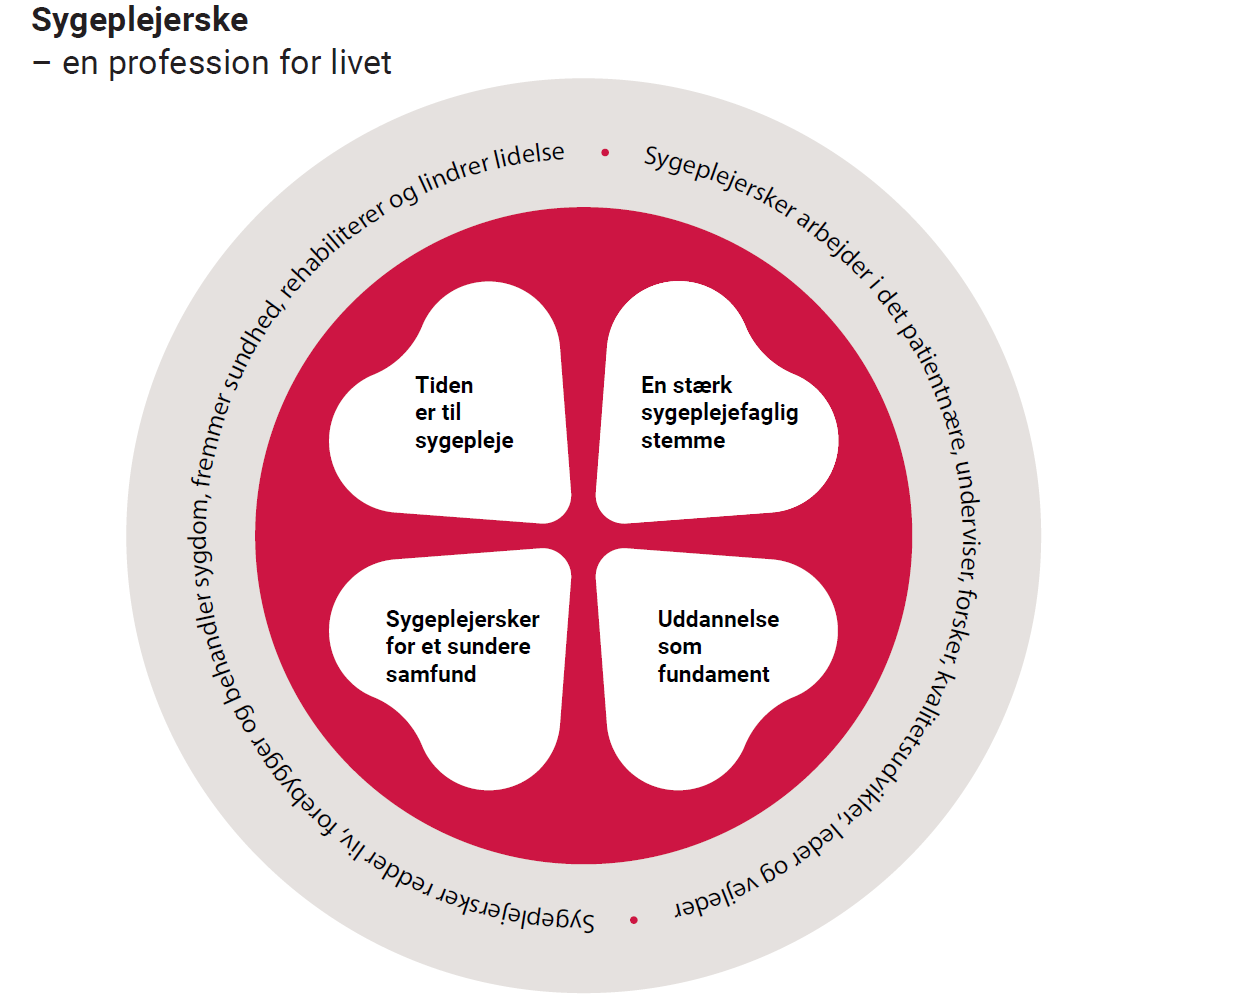 Sygeplejerske
– en profession for livet
Sygeplejersker redder liv, forebygger og behandler sygdom, fremmer sundhed, rehabiliterer og lindrer lidelse
•
Sygeplejersker arbejder i det patientnære, underviser, forsker, kvalitetsudvikler, leder og vejleder
•
Tiden
er til
sygepleje
En stærk
sygeplejefaglig
stemme
Sygeplejersker
for et sundere
samfund
Uddannelse
som
fundament